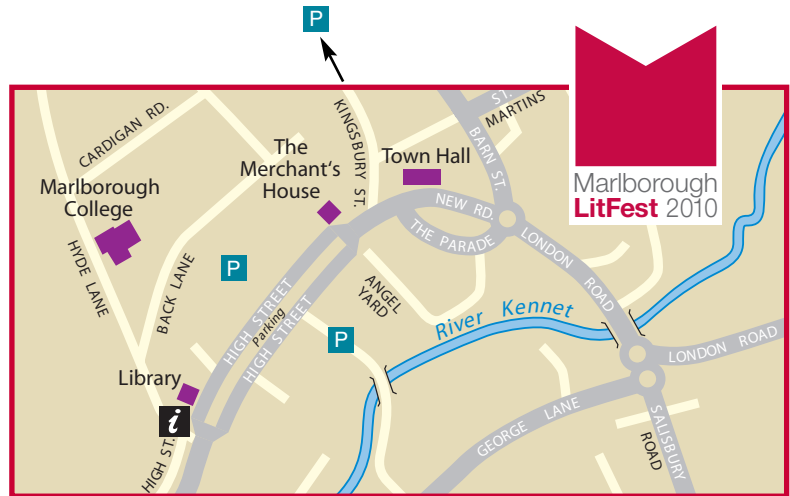 P
Marlborough
LitFest 2010
ST.
MARTINS
CARDIGAN RD.
KINGSBURY ST.
BARN ST.
The
Merchant's
House
Town Hall
Marlborough
College
NEW RD.
THE PARADE
LONDON ROAD
HYDE LANE
BACK LANE
P
ANGEL
YARD
HIGH STREET
Parking
HIGH STREET
River Kennet
P
LONDON ROAD
Library
i
HIGH ST.
GEORGE LANE
SALISBURY
ROAD